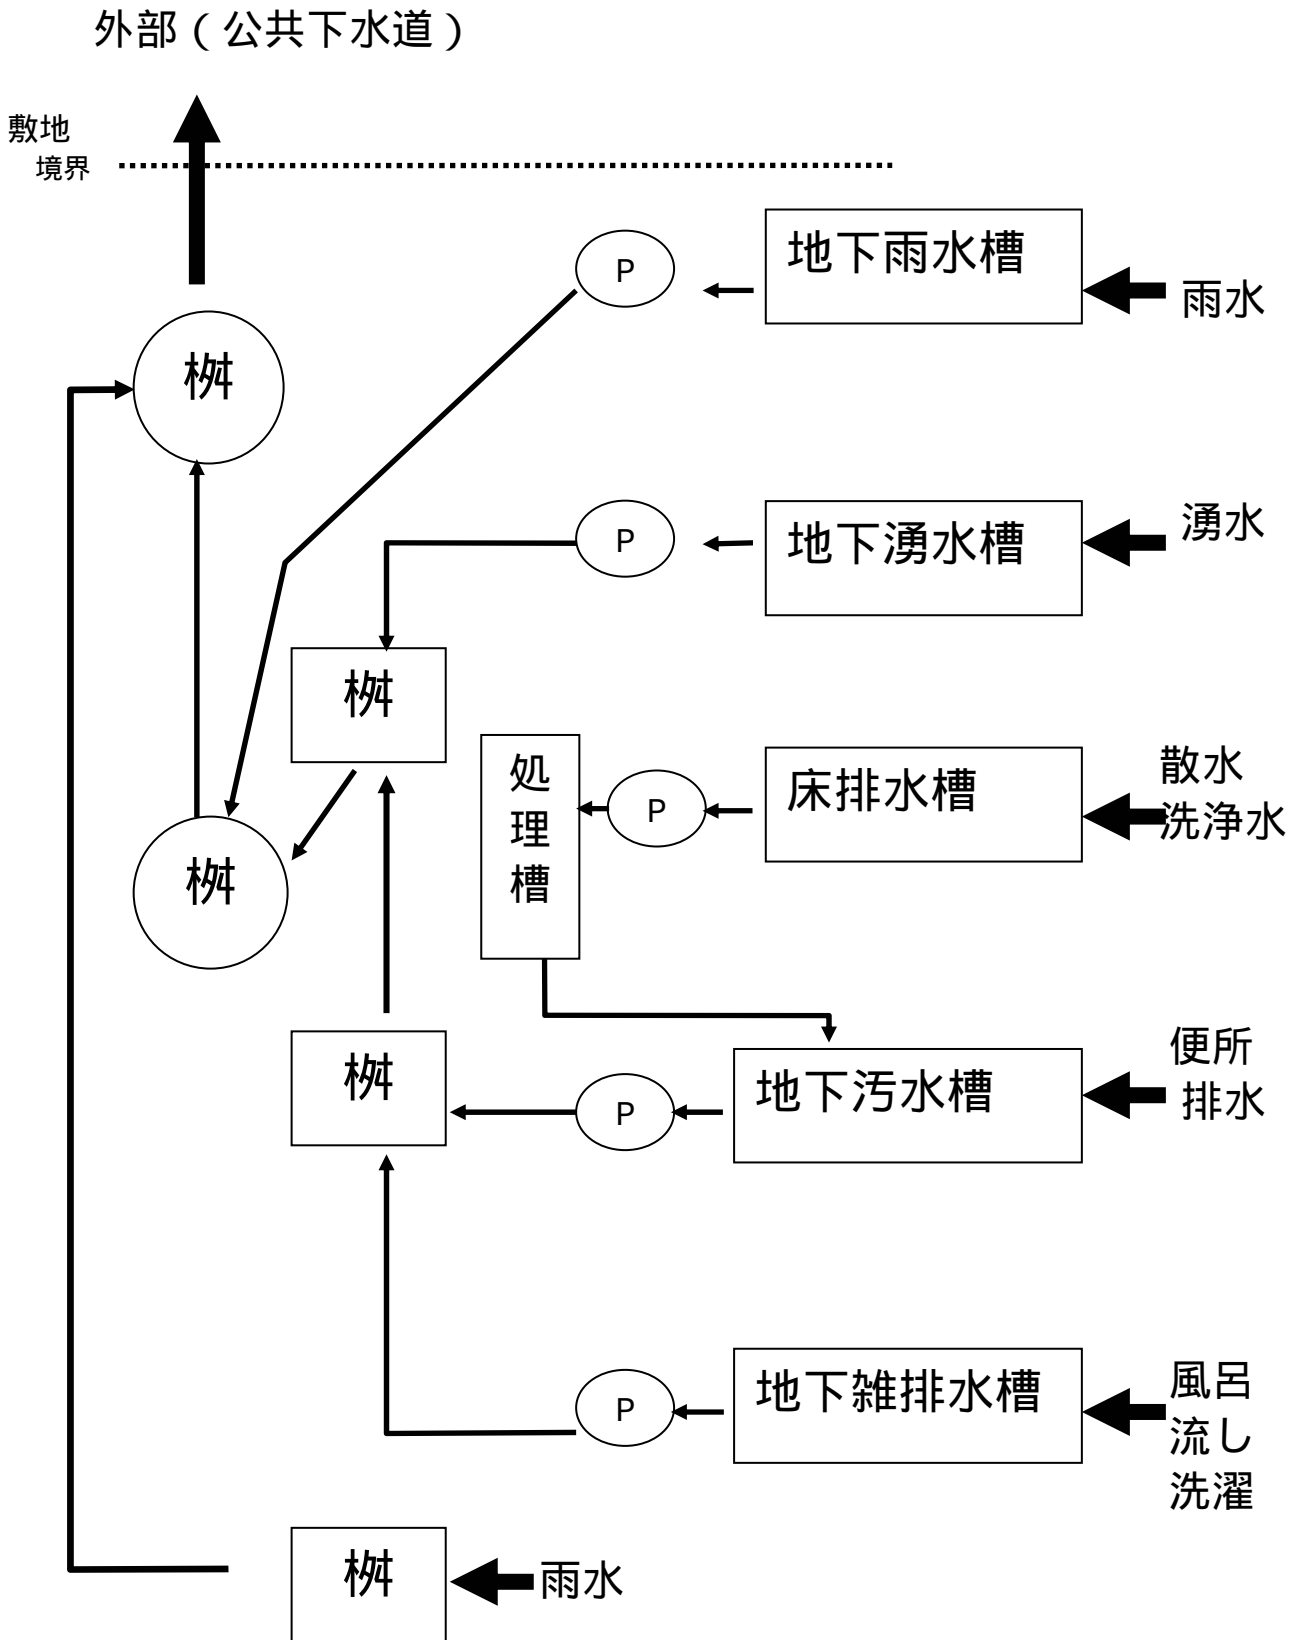 外部（公共下水道）
敷地
境界
地下雨水槽
P
雨水
桝
地下湧水槽
P
湧水
桝
処
理
槽
P
床排水槽
散水
洗浄水
桝
桝
P
地下汚水槽
便所
排水
P
地下雑排水槽
風呂
流し
洗濯
桝
雨水